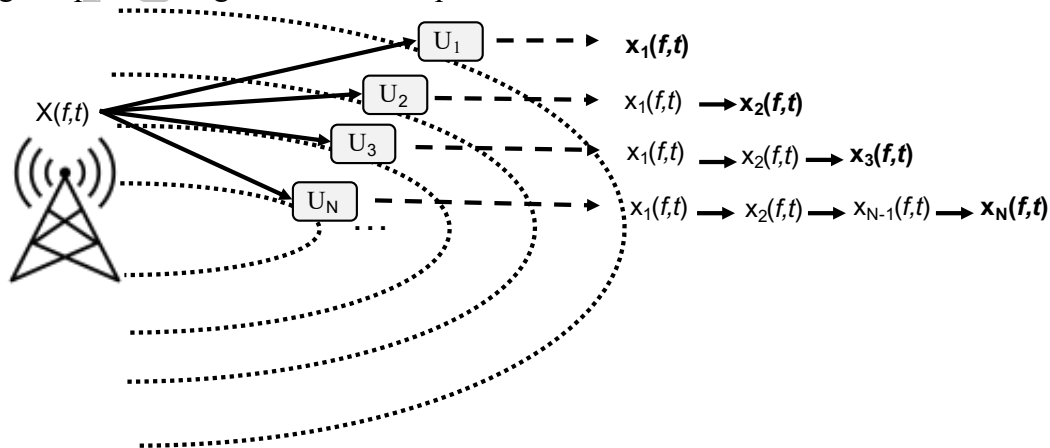 U1 x1(f,t)
X(f,t) U2 x1(f,t) x2(f,t)
U3 x1(f,t) x2(f,t) x3(f,t)
UN x1(f,t) x2(f,t) xN-1(f,t) xN(f,t)
...